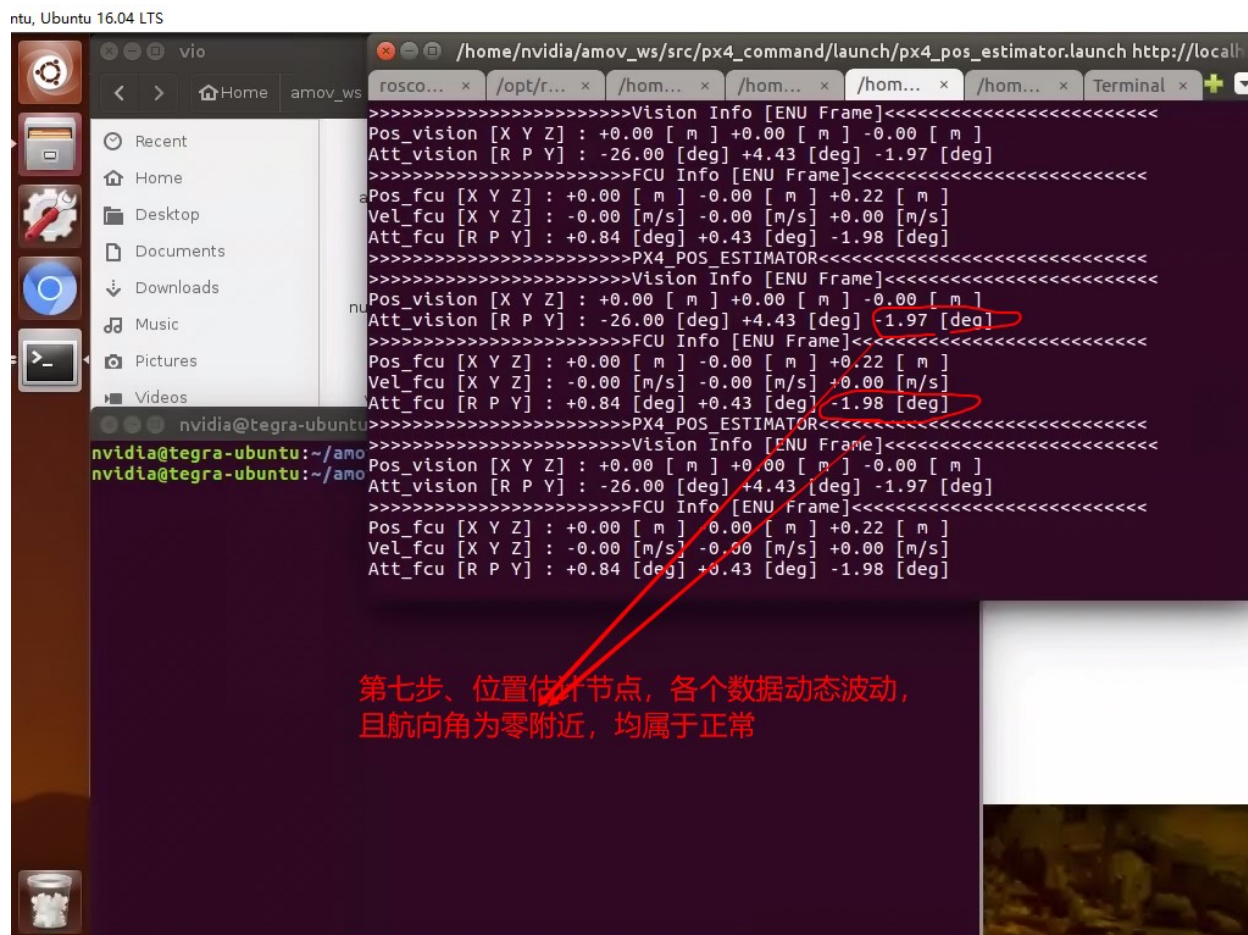 ntu, Ubuntu 16.04 LTS
vio
Home amov_ws
Recent
Home
Desktop
Documents
Downloads
Music
Pictures
Videos
/home/nvidia/amov_ws/src/px4_command/launch/px4_pos_estimator.launch http://localh
rosco... × /opt/r... × /hom... × /hom... × /hom... × /hom... × Terminal ×
>>>>>>>>>>>>>>>>>>>>>>>>>Vision Info [ENU Frame]<<<<<<<<<<<<<<<<<<<<<<<<<<
Pos_vision [X Y Z] : +0.00 [ m ] +0.00 [ m ] -0.00 [ m ]
Att_vision [R P Y] : -26.00 [deg] +4.43 [deg] -1.97 [deg]
>>>>>>>>>>>>>>>>>>>>>>>>>FCU Info [ENU Frame]<<<<<<<<<<<<<<<<<<<<<<<<<<<<
Pos_fcu [X Y Z] : +0.00 [ m ] -0.00 [ m ] +0.22 [ m ]
Vel_fcu [X Y Z] : -0.00 [m/s] -0.00 [m/s] +0.00 [m/s]
Att_fcu [R P Y] : +0.84 [deg] +0.43 [deg] -1.98 [deg]
>>>>>>>>>>>>>>>>>>>>>>>>>PX4_POS_ESTIMATOR<<<<<<<<<<<<<<<<<<<<<<<<<<<<<<<
>>>>>>>>>>>>>>>>>>>>>>>>>Vision Info [ENU Frame]<<<<<<<<<<<<<<<<<<<<<<<<<<
Pos_vision [X Y Z] : +0.00 [ m ] +0.00 [ m ] -0.00 [ m ]
Att_vision [R P Y] : -26.00 [deg] +4.43 [deg] -1.97 [deg]
>>>>>>>>>>>>>>>>>>>>>>>>>FCU Info [ENU Frame]<<<<<<<<<<<<<<<<<<<<<<<<<<<<
Pos_fcu [X Y Z] : +0.00 [ m ] -0.00 [ m ] +0.22 [ m ]
Vel_fcu [X Y Z] : -0.00 [m/s] -0.00 [m/s] +0.00 [m/s]
Att_fcu [R P Y] : +0.84 [deg] +0.43 [deg] -1.98 [deg]
>>>>>>>>>>>>>>>>>>>>>>>>>PX4_POS_ESTIMATOR<<<<<<<<<<<<<<<<<<<<<<<<<<<<<<<
>>>>>>>>>>>>>>>>>>>>>>>>>Vision Info [ENU Frame]<<<<<<<<<<<<<<<<<<<<<<<<<<
Pos_vision [X Y Z] : +0.00 [ m ] +0.00 [ m ] -0.00 [ m ]
Att_vision [R P Y] : -26.00 [deg] +4.43 [deg] -1.97 [deg]
>>>>>>>>>>>>>>>>>>>>>>>>>FCU Info [ENU Frame]<<<<<<<<<<<<<<<<<<<<<<<<<<<<
Pos_fcu [X Y Z] : +0.00 [ m ] -0.00 [ m ] +0.22 [ m ]
Vel_fcu [X Y Z] : -0.00 [m/s] -0.00 [m/s] +0.00 [m/s]
Att_fcu [R P Y] : +0.84 [deg] +0.43 [deg] -1.98 [deg]
nvidia@tegra-ubuntu
nvidia@tegra-ubuntu:~/amo
nvidia@tegra-ubuntu:~/amo
第七步、位置估计节点，各个数据动态波动，
且航向角为零附近，均属于正常